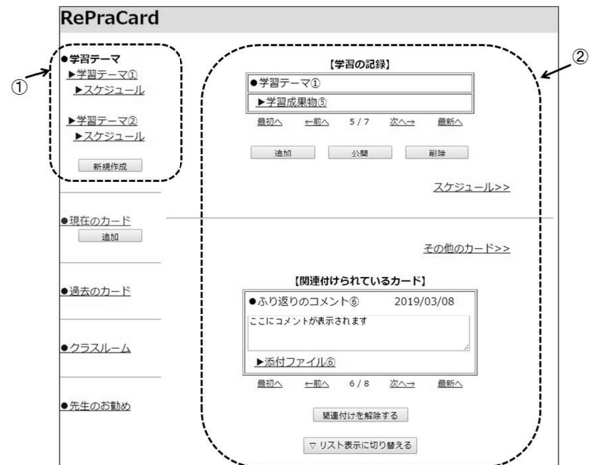 RePraCard
①
●学習テーマ
▶学習テーマ①
▶スケジュール
▶学習テーマ②
▶スケジュール
新規作成
●現在のカード
追加
●過去のカード
●クラスルーム
●先生のお勧め
②
【学習の記録】
●学習テーマ①
▶学習成果物⑤
最初へ ←前へ 5 / 7 次へ→ 最新へ
追加 公開 削除
スケジュール>>
その他のカード>>
【関連付けられているカード】
●ふり返りのコメント⑥ 2019/03/08
ここにコメントが表示されます
▶添付ファイル⑥
最初へ ←前へ 6 / 8 次へ→ 最新へ
関連付けを解除する
▽ リスト表示に切り替える